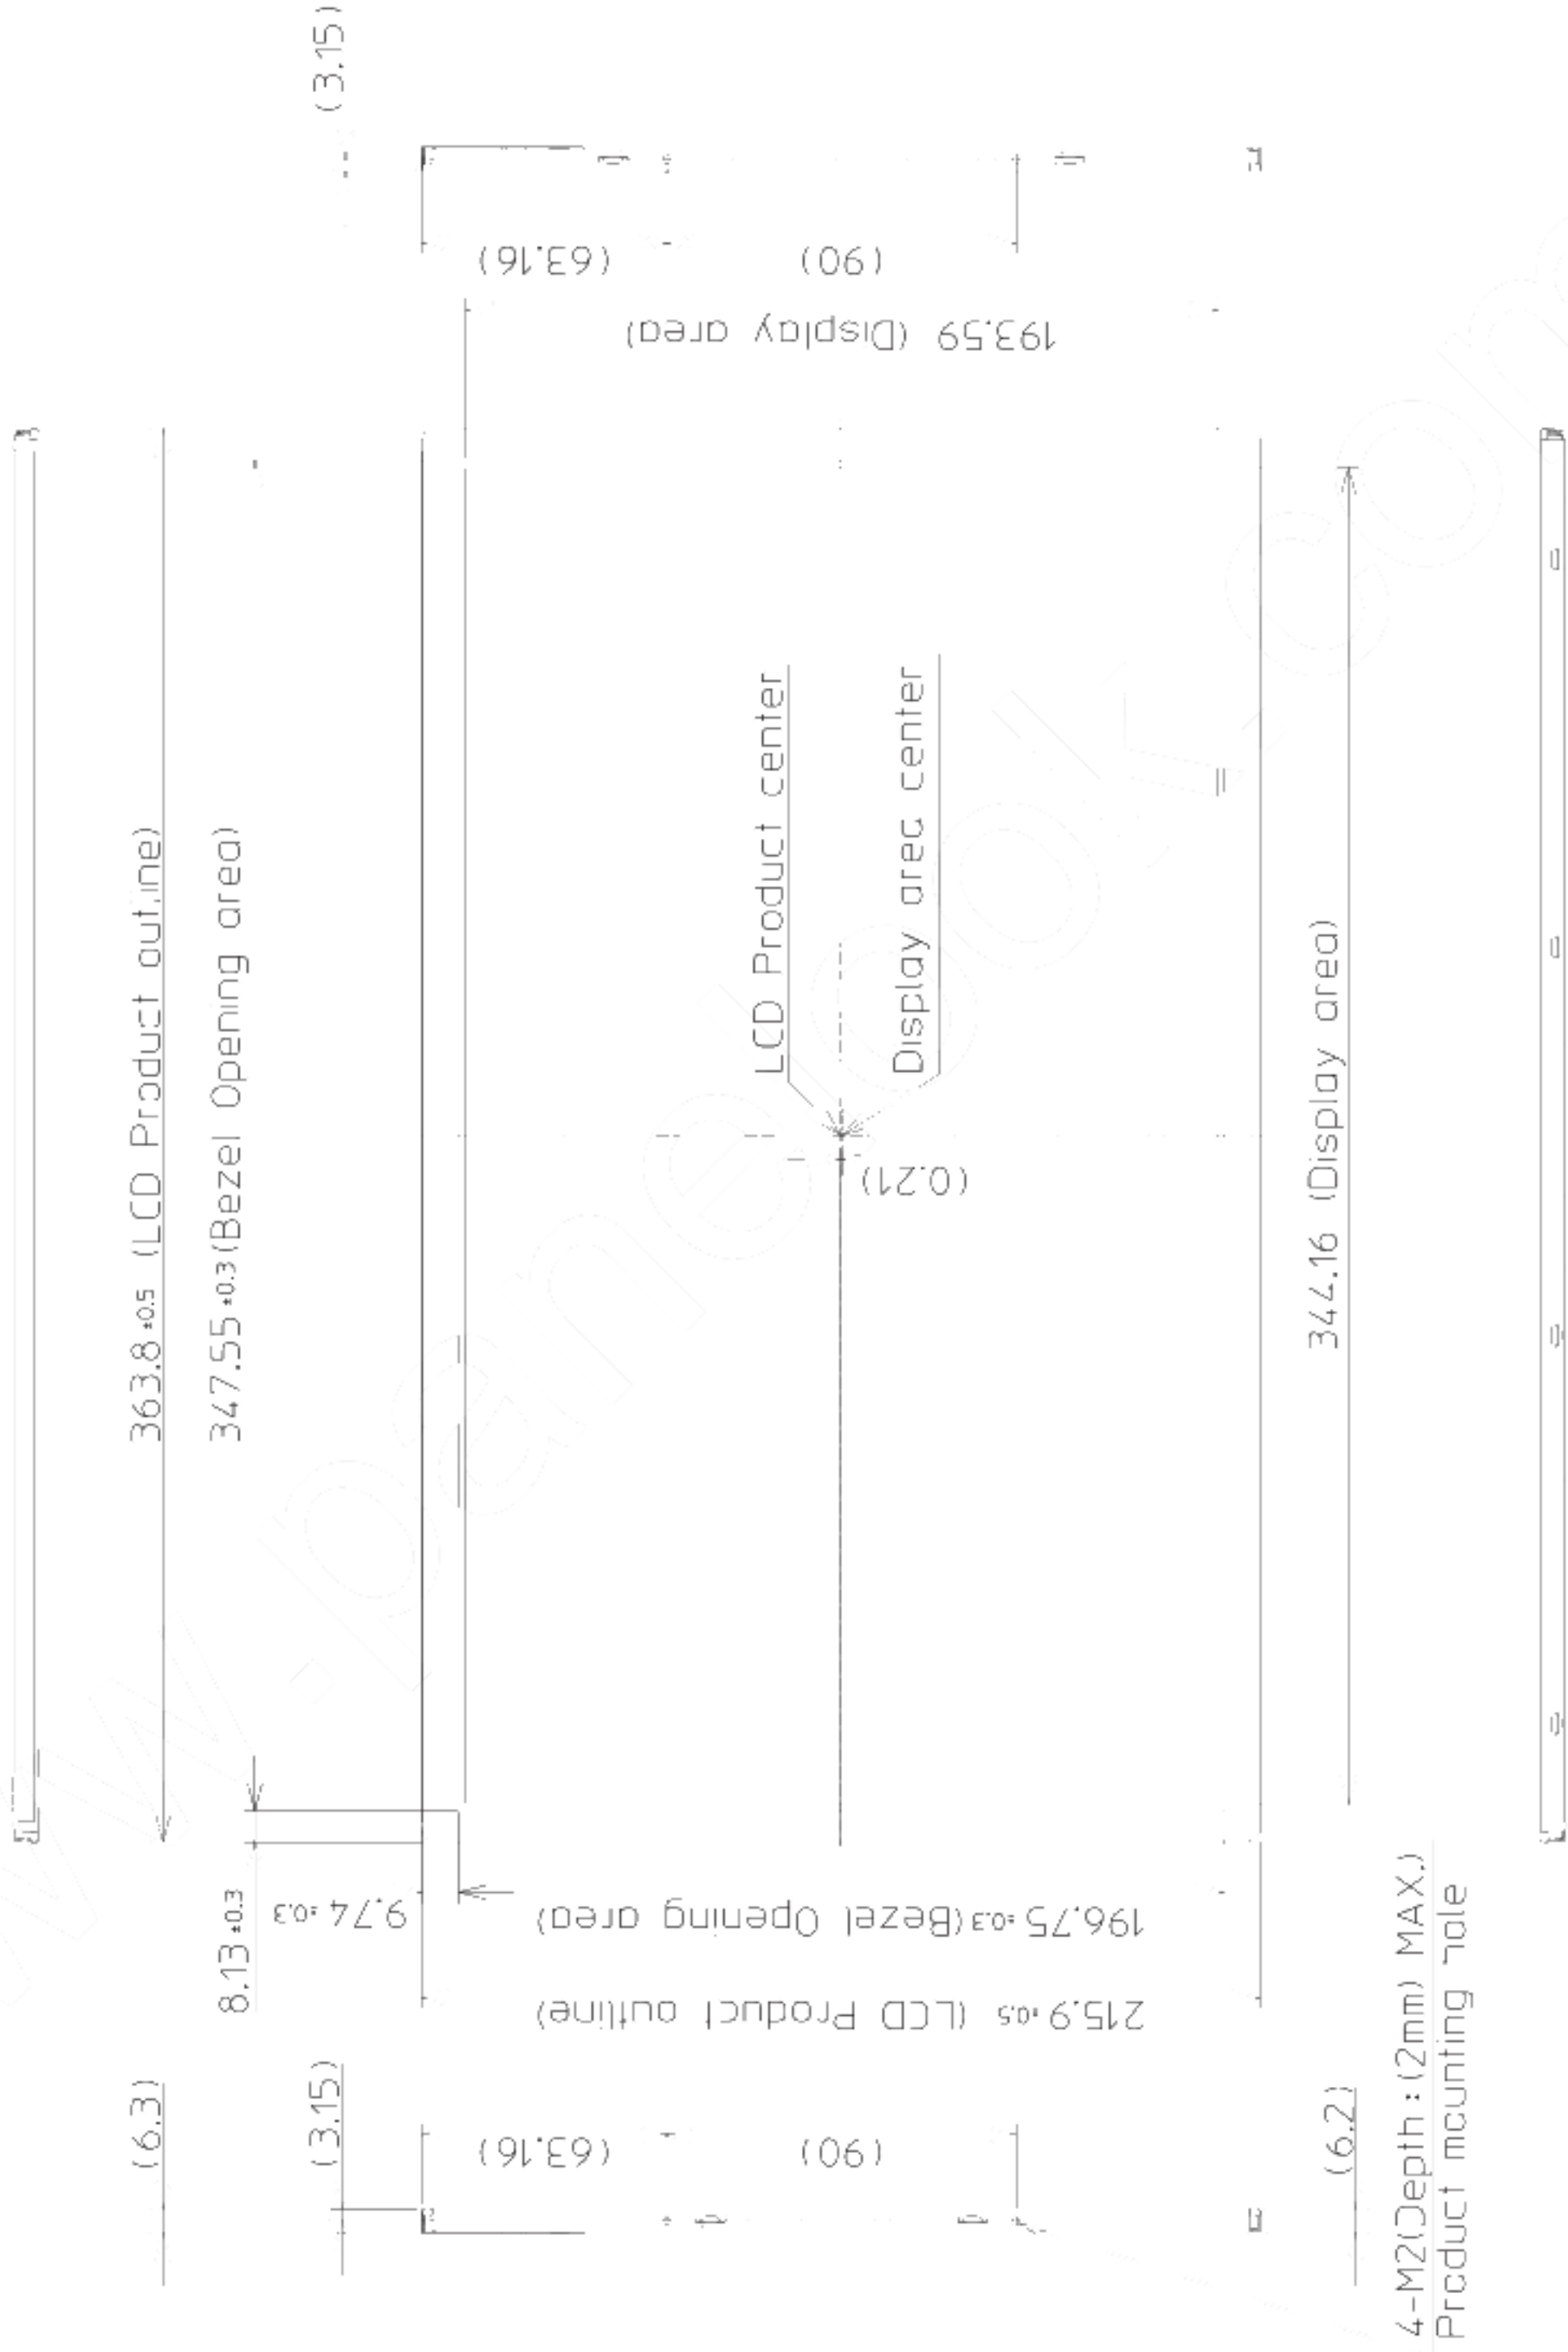 (3.15)
(63.16)
(90)
193.59 (Display area)
363.8 ±0.5 (LCD Product outline)
347.55 ±0.3 (Bezel Opening area)
LCD Product center
Display area center
(0.21)
344.16 (Display area)
8.13 ±0.3
9.74 ±0.3
196.75 ±0.3 (Bezel Opening area)
215.9 ±0.5 (LCD Product outline)
(6.3)
(3.15)
(63.16)
(90)
(6.2)
4-M2(Depth : (2mm) MAX.)
Product mounting hole
www.panelook.com